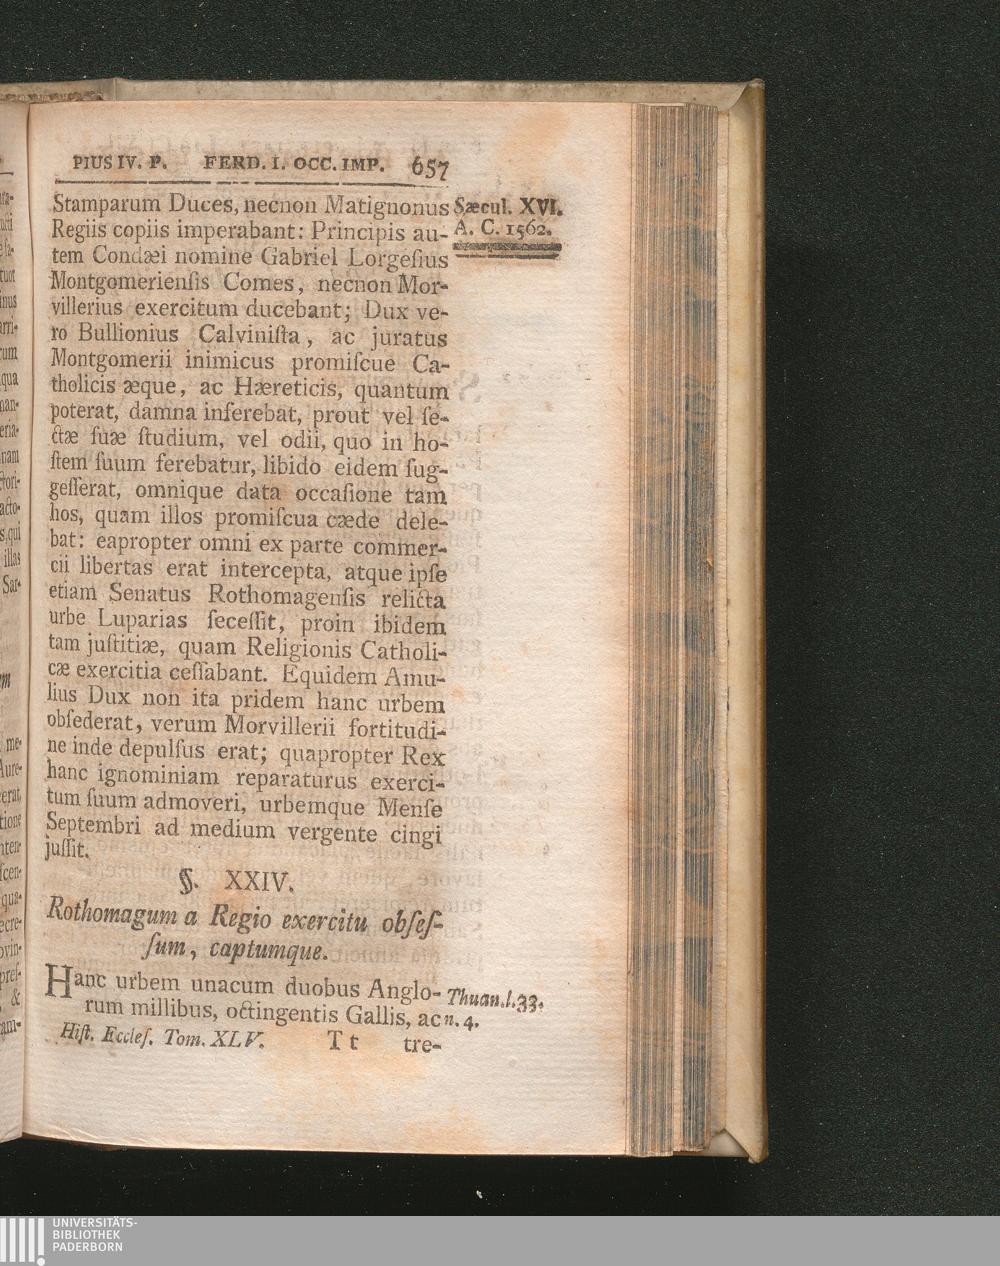 PIUS IV. P. FERD. I. OCC. IMP. 657
Stamparum Duces, necnon Matignonus
Sæcul. XVI.
Regiis copiis imperabant: Principis au-
A. C. 1562.
tem Condæi nomine Gabriel Lorgeſius
Montgomerienſis Comes, necnon Mor-
villerius exercitum ducebant; Dux ve-
ro Bullionius Calviniſta, ac juratus
Montgomerii inimicus promiſcue Ca-
tholicis æque, ac Hæreticis, quantum
poterat, damna inferebat, prout vel ſe-
ctæ ſuæ ſtudium, vel odii, quo in ho-
ſtem ſuum ferebatur, libido eidem ſug-
geſſerat, omnique data occaſione tam
hos, quam illos promiſcua cæde dele-
bat: eapropter omni ex parte commer-
cii libertas erat intercepta, atque ipſe
etiam Senatus Rothomagenſis relicta
urbe Luparias ſeceſſit, proin ibidem
tam juſtitiæ, quam Religionis Catholi-
cæ exercitia ceſſabant. Equidem Amu-
lius Dux non ita pridem hanc urbem
obſederat, verum Morvillerii fortitudi-
ne inde depulſus erat; quapropter Rex
hanc ignominiam reparaturus exerci-
tum ſuum admoveri, urbemque Menſe
Septembri ad medium vergente cingi
juſſit.
§. XXIV.
Rothomagum a Regio exercitu obſeſ-
ſum, captumque.
Hanc urbem unacum duobus Anglo-
Thuan. l. 33.
rum millibus, octingentis Gallis, ac
n. 4.
Hiſt. Eccleſ. Tom. XLV. T t tre-
UNIVERSITÄTS-
BIBLIOTHEK
PADERBORN